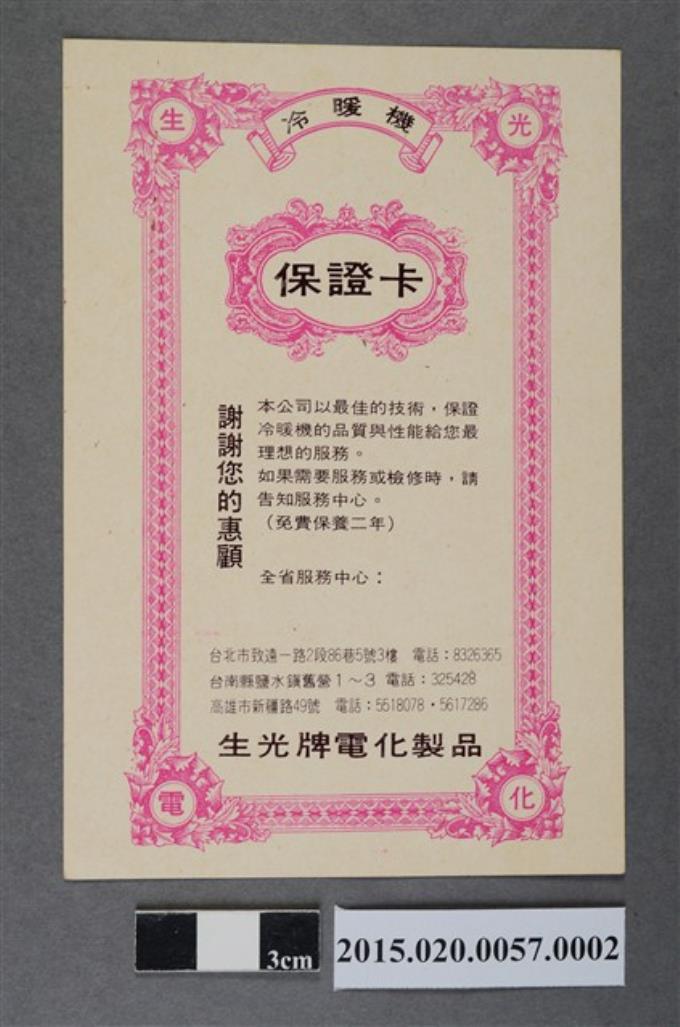 生
冷暖機
光
保證卡
謝謝您的惠顧
本公司以最佳的技術，保證
冷暖機的品質與性能給您最
理想的服務。
如果需要服務或檢修時，請
告知服務中心。
（免費保養二年）
全省服務中心：
台北市致遠一路2段86巷5號3樓　電話：8326365
台南縣鹽水鎮舊營１～３ 電話：325428
高雄市新疆路49號　電話：5518078・5617286
生光牌電化製品
電
化
3cm
2015.020.0057.0002